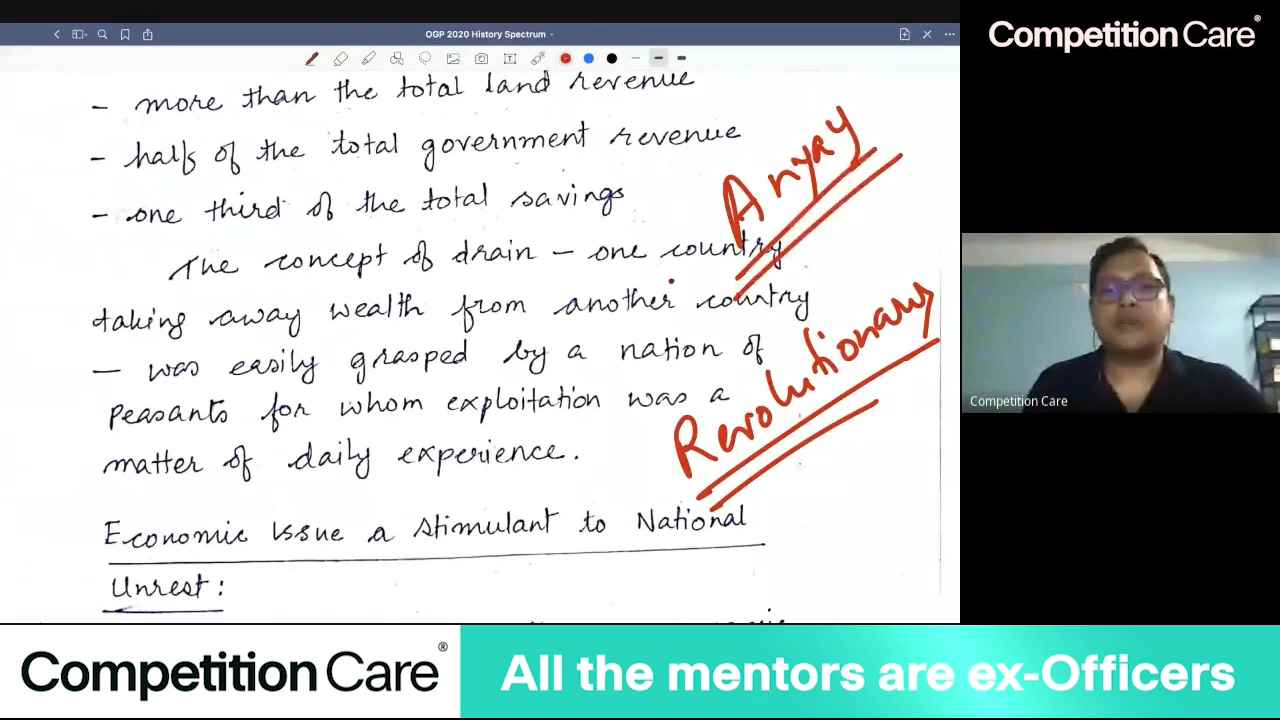 OGP 2020 History Spectrum
Competition Care®
- more than the total land revenue
- half of the total government revenue
- one third of the total savings
The concept of drain - one country
taking away wealth from another country
- was easily grasped by a nation of
peasants for whom exploitation was a
matter of daily experience.
Anyay
Revolutionary
Economic issue a stimulant to National
Unrest:
Competition Care
Competition Care®
All the mentors are ex-Officers